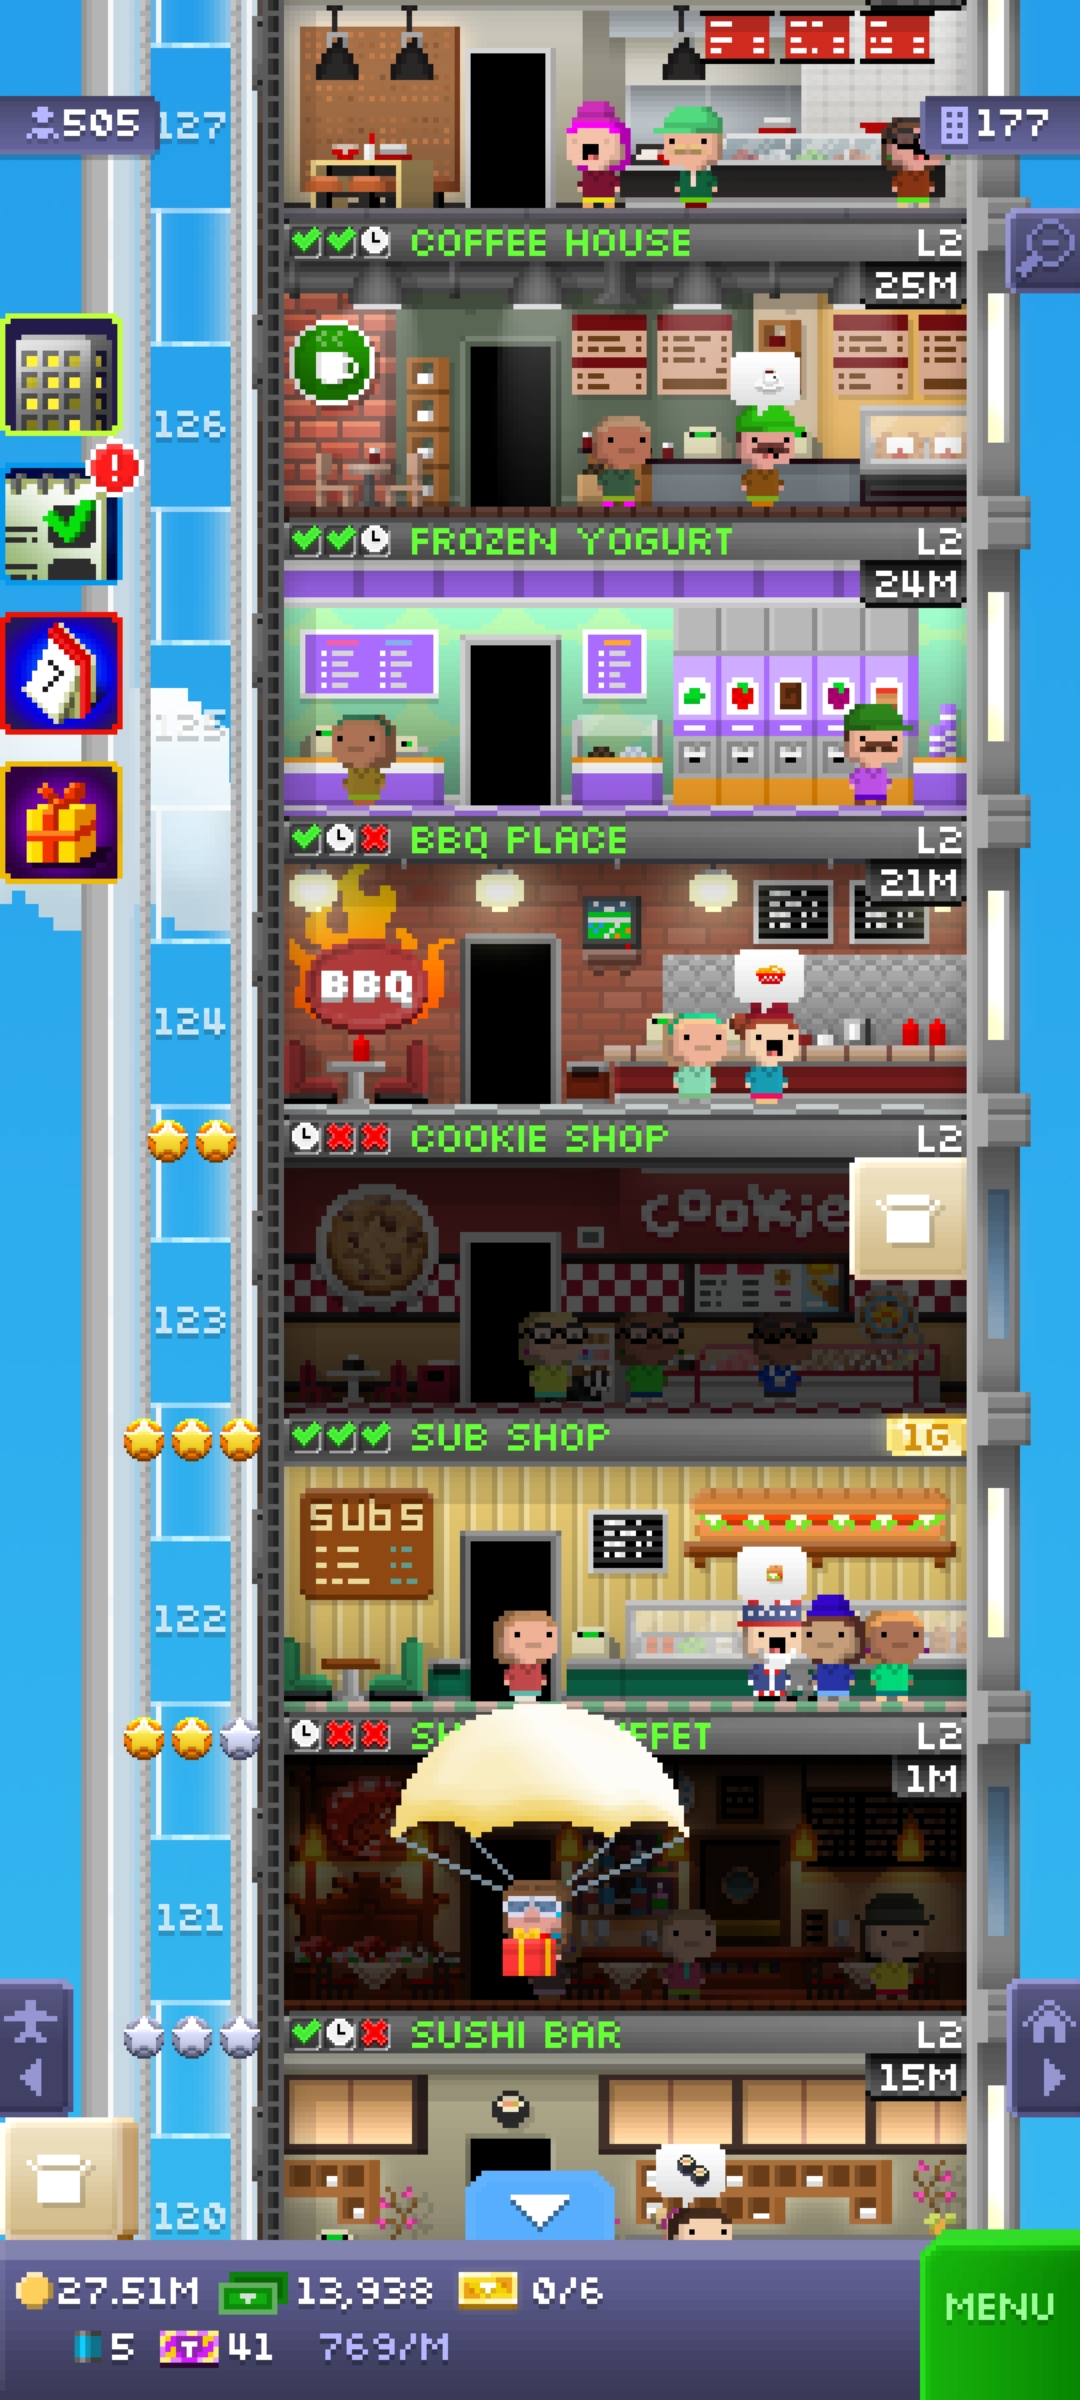 505
127
177
COFFEE HOUSE L2
25M
126
FROZEN YOGURT L2
24M
125
BBQ PLACE L2
21M
BBQ
124
COOKIE SHOP L2
cookie
123
SUB SHOP 1G
SUBS
122
L2
1M
121
SUSHI BAR L2
15M
120
27.51M 13,938 0/6
MENU
5 41 769/M